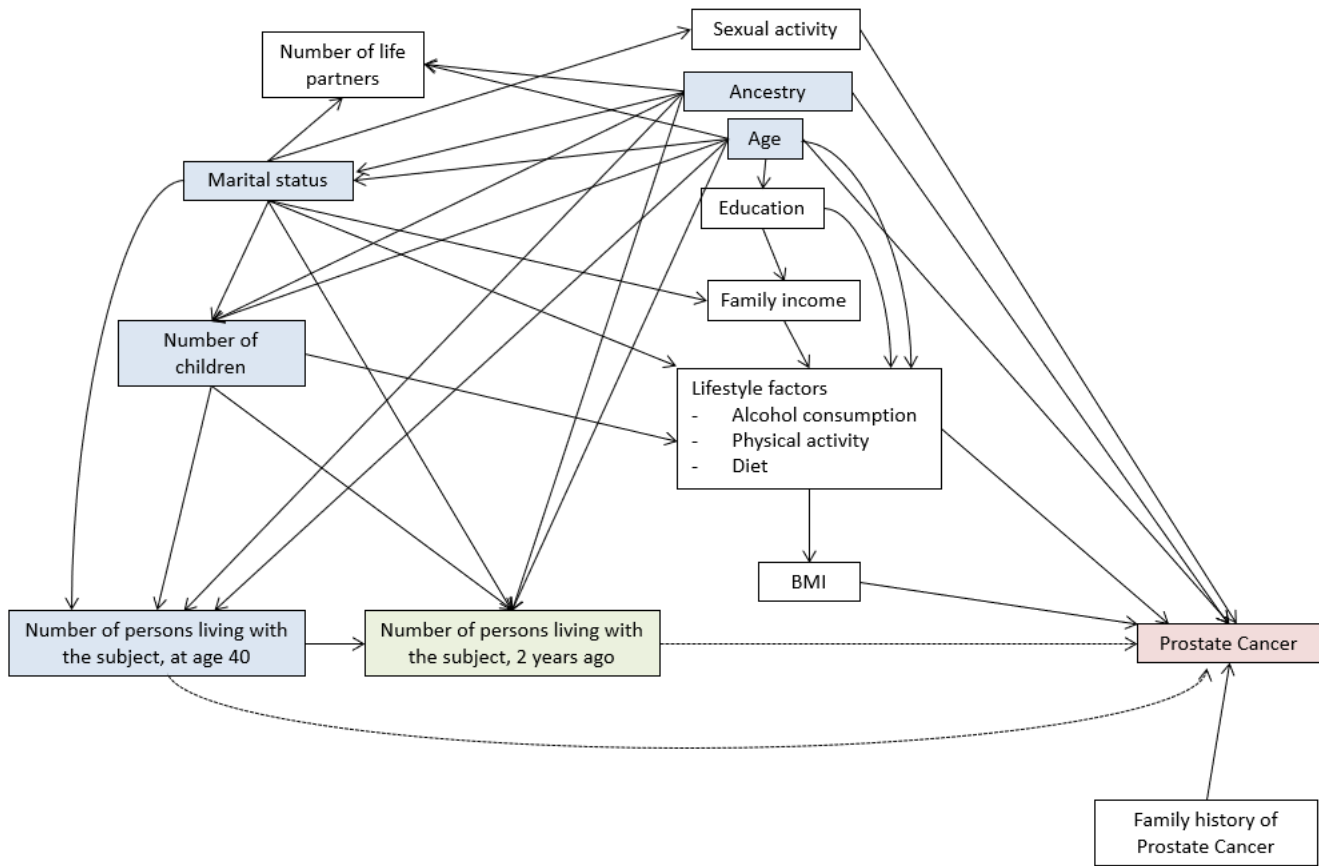 Sexual activity
Number of life
partners
Ancestry
Age
Marital status
Education
Family income
Number of
children
Lifestyle factors
- Alcohol consumption
- Physical activity
- Diet
BMI
Number of persons living with
the subject, at age 40
Number of persons living with
the subject, 2 years ago
Prostate Cancer
Family history of
Prostate Cancer